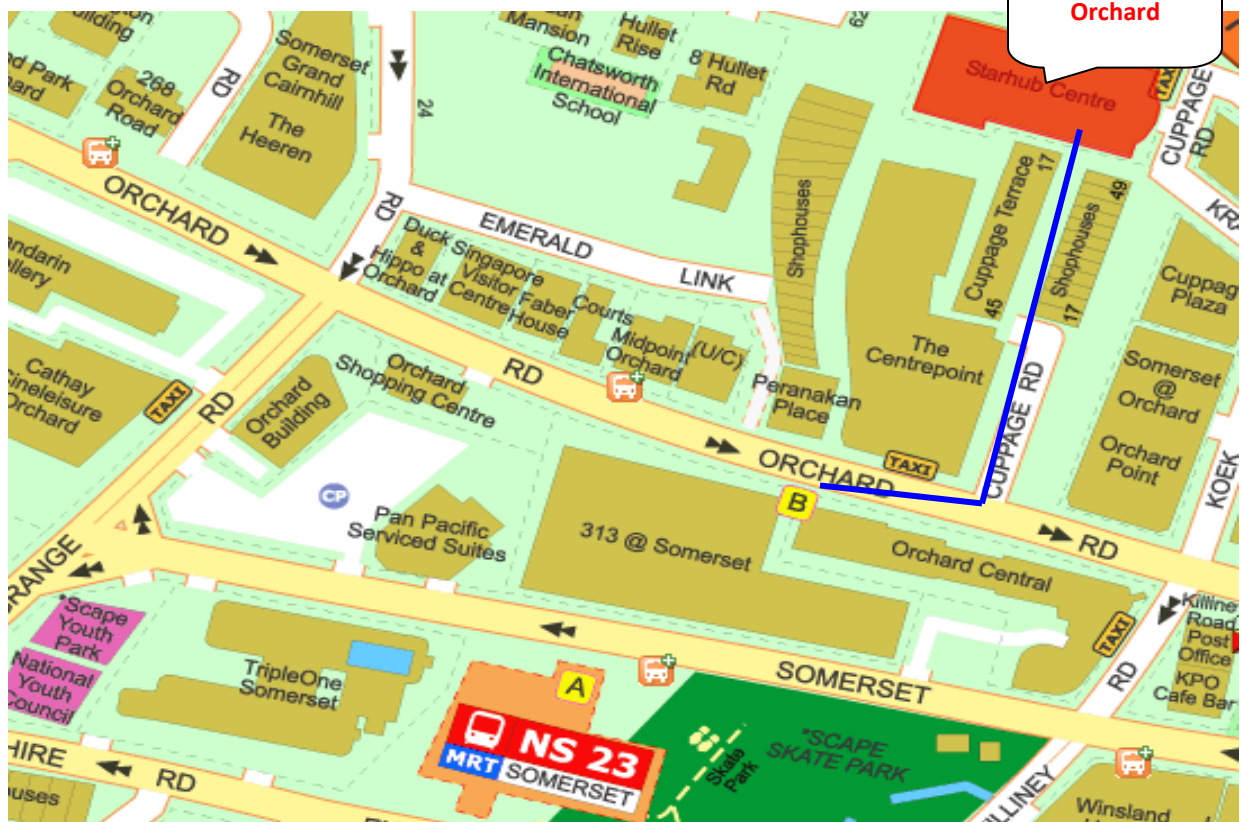 Orchard
Building
268
Orchard
Road
RD
Somerset
Grand
Cairnhill
The
Heeren
24
RD
Mansion
Hullet
Rise
Chatsworth
International
School
8 Hullet
Rd
Starhub Centre
TAXI
CUPPAGE
RD
ORCHARD
EMERALD
LINK
Duck
&
Hippo at
Orchard
Singapore
Visitor
Centre
Faber
House
Courts
Midpoint
Orchard
(U/C)
Shophouses
Peranakan
Place
The
Centrepoint
Cuppage Terrace
17
45
Shophouses
49
17
CUPPAGE RD
Plaza
Somerset
@
Orchard
Orchard
Point
KOEK
Cathay
Orchard
TAXI
RD
Orchard
Building
Orchard
Shopping Centre
RD
ORCHARD
TAXI
RD
CP
Pan Pacific
Serviced Suites
B
313 @ Somerset
Orchard Central
TAXI
RD
Killiney
Road
Post
Office
KPO
Cafe Bar
*Scape
Youth
Park
National
Youth
Council
TripleOne
Somerset
A
SOMERSET
RD
NS 23
MRT SOMERSET
Skate
Park
*SCAPE
SKATE PARK
Winsland